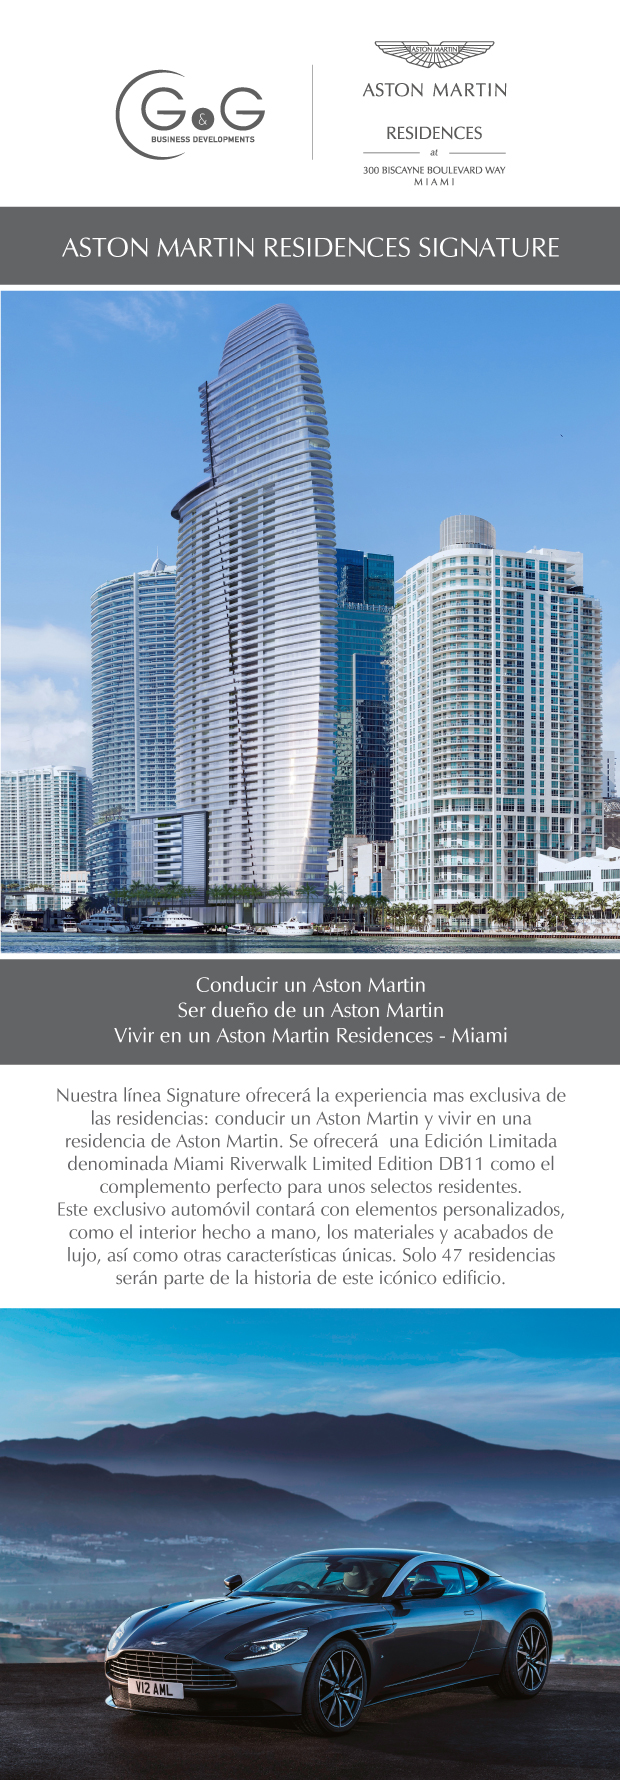 G&G
BUSINESS DEVELOPMENTS
ASTON MARTIN
ASTON MARTIN
RESIDENCES
at
300 BISCAYNE BOULEVARD WAY
MIAMI
ASTON MARTIN RESIDENCES SIGNATURE
Conducir un Aston Martin
Ser dueño de un Aston Martin
Vivir en un Aston Martin Residences - Miami
Nuestra línea Signature ofrecerá la experiencia mas exclusiva de
las residencias: conducir un Aston Martin y vivir en una
residencia de Aston Martin. Se ofrecerá  una Edición Limitada
denominada Miami Riverwalk Limited Edition DB11 como el
complemento perfecto para unos selectos residentes.
Este exclusivo automóvil contará con elementos personalizados,
como el interior hecho a mano, los materiales y acabados de
lujo, así como otras características únicas. Solo 47 residencias
serán parte de la historia de este icónico edificio.
V12 AML